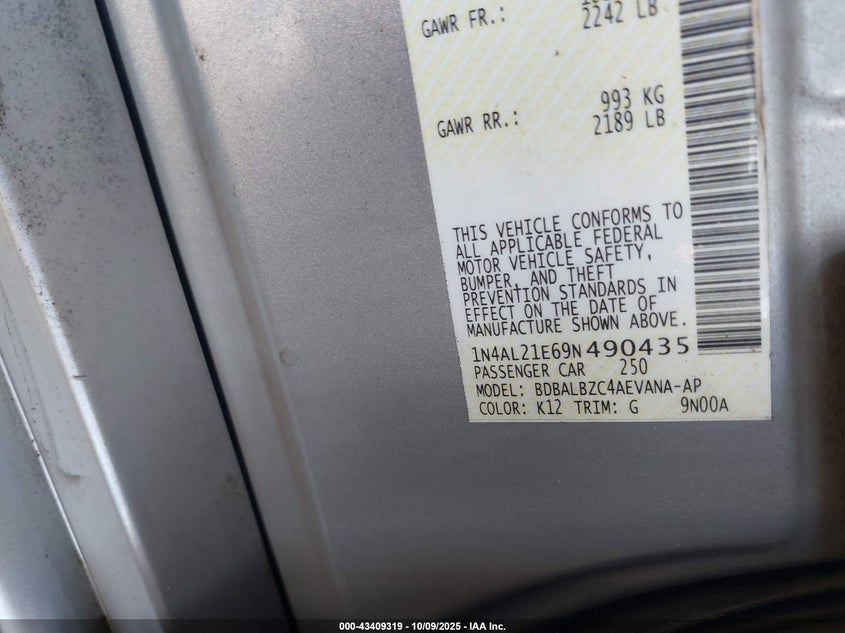 GAWR FR.: 2242 LB
993 KG
GAWR RR.: 2189 LB
THIS VEHICLE CONFORMS TO
ALL APPLICABLE FEDERAL
MOTOR VEHICLE SAFETY,
BUMPER, AND THEFT
PREVENTION STANDARDS IN
EFFECT ON THE DATE OF
MANUFACTURE SHOWN ABOVE.
1N4AL21E69N490435
PASSENGER CAR 250
MODEL: BDBALBZC4AEVANA-AP
COLOR: K12 TRIM: G 9N00A
000-43409319 - 10/09/2025 - IAA Inc.